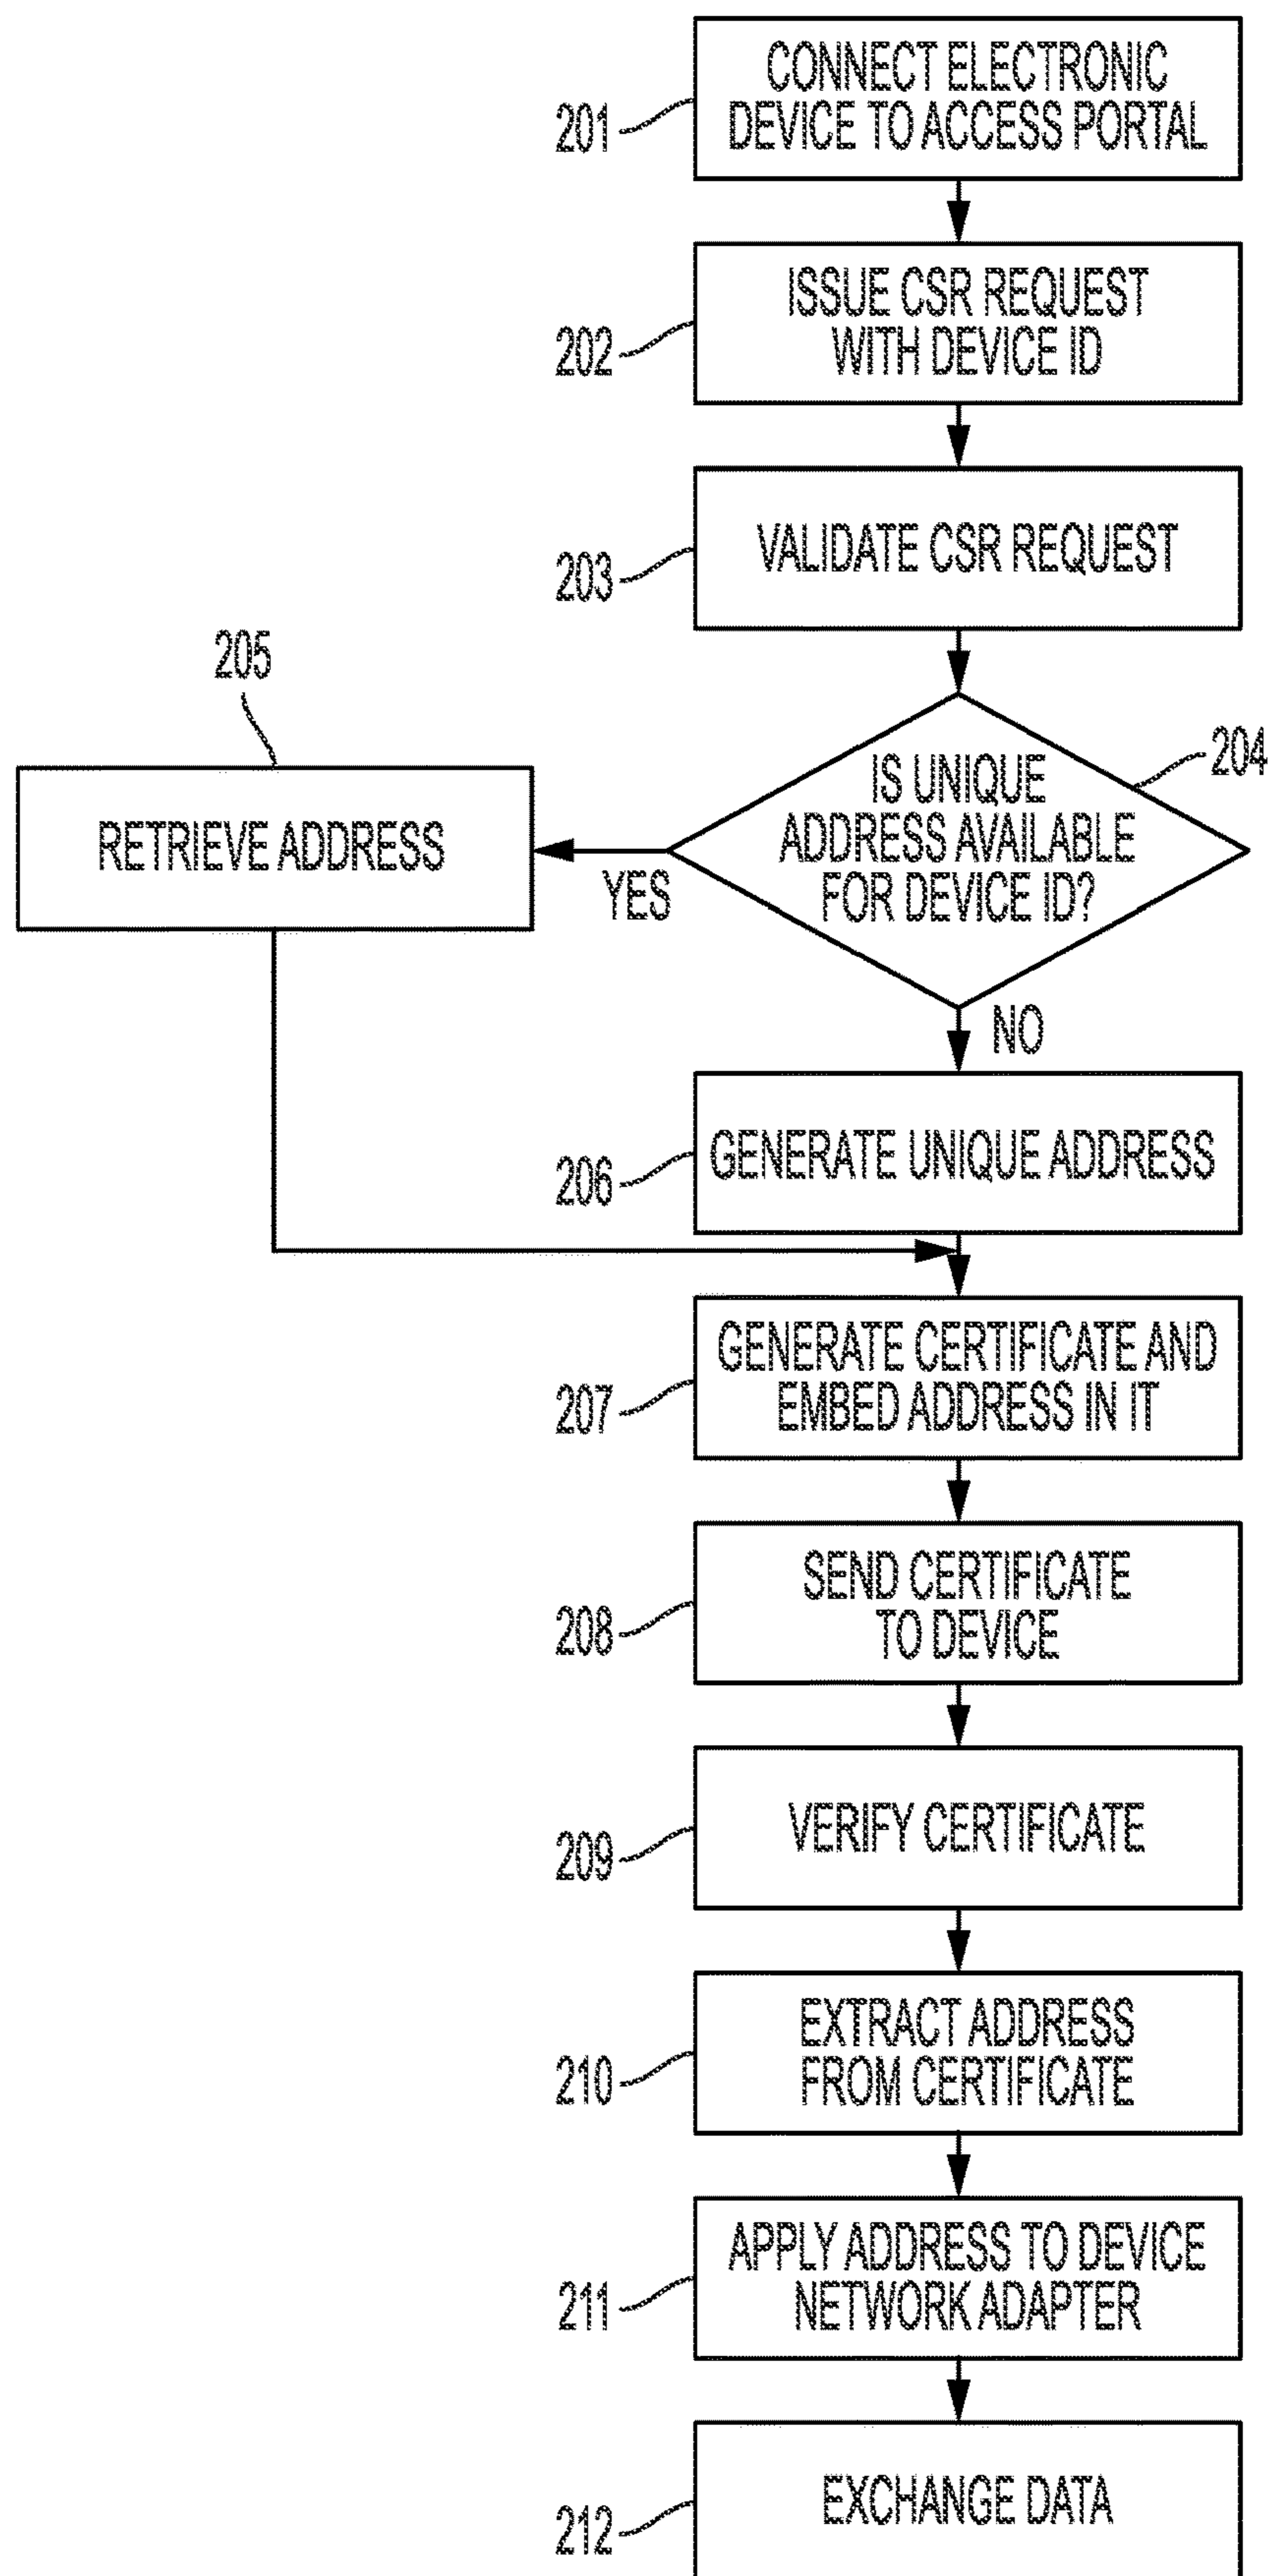 CONNECT ELECTRONIC
DEVICE TO ACCESS PORTAL
201
ISSUE CSR REQUEST
WITH DEVICE ID
202
VALIDATE CSR REQUEST
203
205
204
IS UNIQUE
ADDRESS AVAILABLE
FOR DEVICE ID?
RETRIEVE ADDRESS
YES
NO
GENERATE UNIQUE ADDRESS
206
GENERATE CERTIFICATE AND
EMBED ADDRESS IN IT
207
SEND CERTIFICATE
TO DEVICE
208
VERIFY CERTIFICATE
209
EXTRACT ADDRESS
FROM CERTIFICATE
210
APPLY ADDRESS TO DEVICE
NETWORK ADAPTER
211
EXCHANGE DATA
212